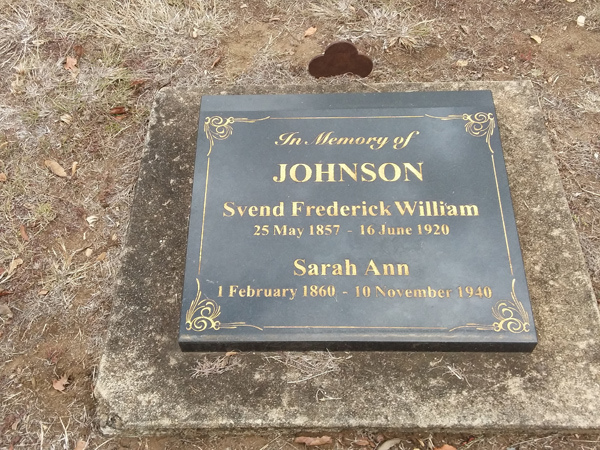 In Memory of
JOHNSON
Svend Frederick William
25 May 1857 - 16 June 1920
Sarah Ann
1 February 1860 - 10 November 1940